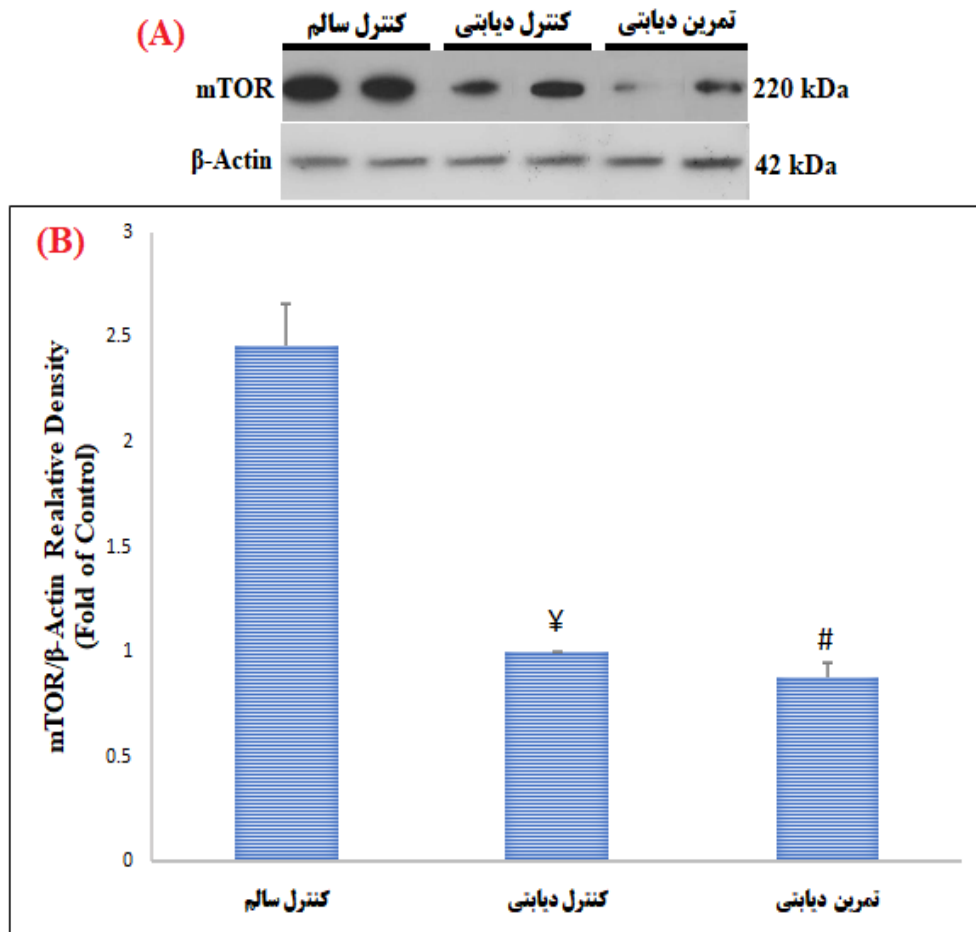 (A)
کنترل سالم کنترل دیابتی تمرین دیابتی
mTOR 220 kDa
β-Actin 42 kDa
(B)
mTOR/β-Actin Realative Density
(Fold of Control)
3
2.5
2
1.5
1
0.5
0
¥
#
کنترل سالم کنترل دیابتی تمرین دیابتی